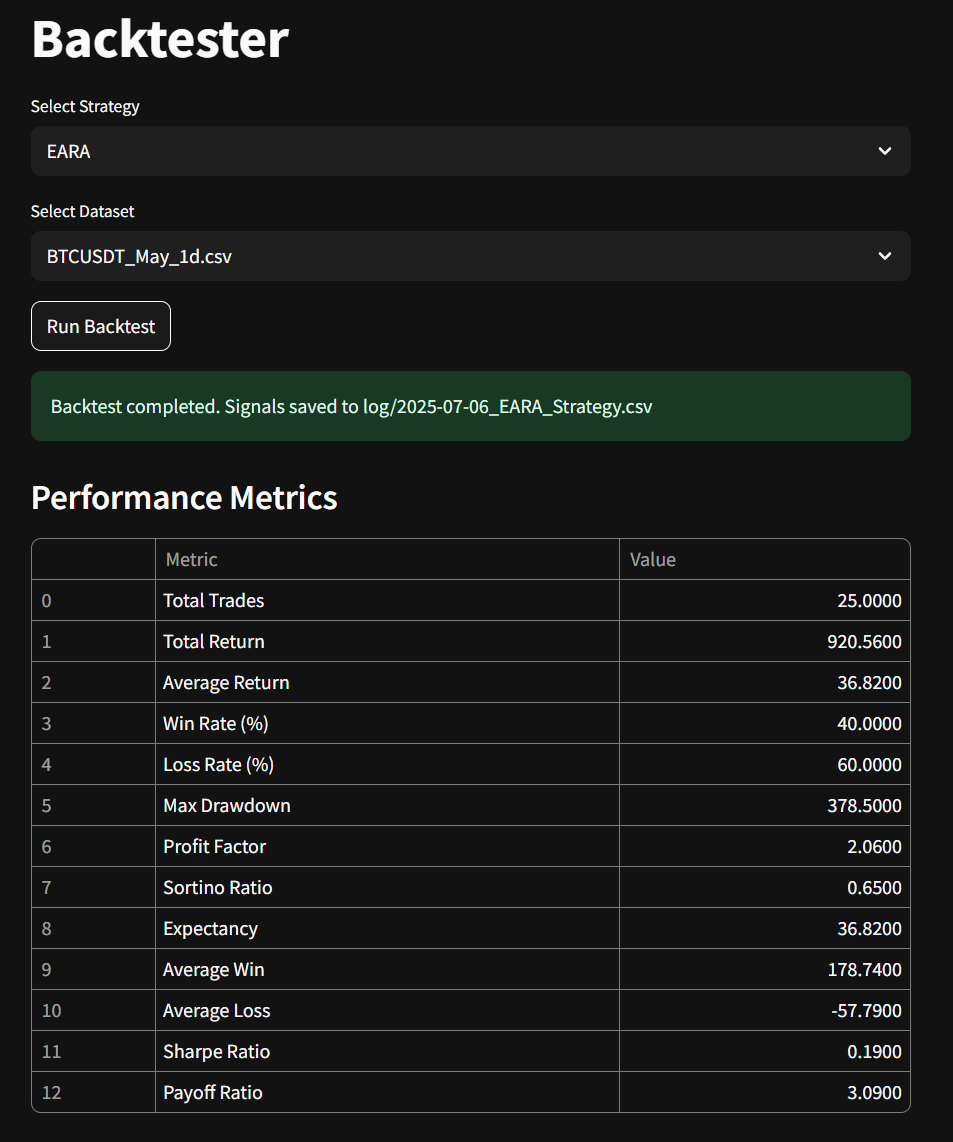 Backtester
Select Strategy
EARA
Select Dataset
BTCUSDT_May_1d.csv
Run Backtest
Backtest completed. Signals saved to log/2025-07-06_EARA_Strategy.csv
Performance Metrics
Metric Value
0 Total Trades 25.0000
1 Total Return 920.5600
2 Average Return 36.8200
3 Win Rate (%) 40.0000
4 Loss Rate (%) 60.0000
5 Max Drawdown 378.5000
6 Profit Factor 2.0600
7 Sortino Ratio 0.6500
8 Expectancy 36.8200
9 Average Win 178.7400
10 Average Loss -57.7900
11 Sharpe Ratio 0.1900
12 Payoff Ratio 3.0900